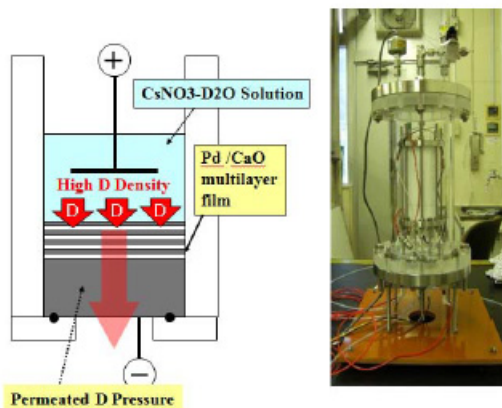 +
CsNO3-D2O Solution
Pd /CaO
multilayer
film
High D Density
D D D
−
Permeated D Pressure